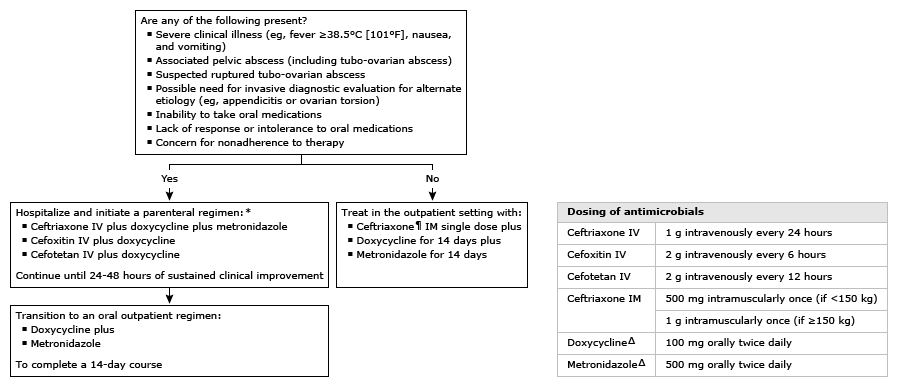 Are any of the following present?
▪ Severe clinical illness (eg, fever ≥38.5°C [101°F], nausea,
and vomiting)
▪ Associated pelvic abscess (including tubo-ovarian abscess)
▪ Suspected ruptured tubo-ovarian abscess
▪ Possible need for invasive diagnostic evaluation for alternate
etiology (eg, appendicitis or ovarian torsion)
▪ Inability to take oral medications
▪ Lack of response or intolerance to oral medications
▪ Concern for nonadherence to therapy
Yes
No
Hospitalize and initiate a parenteral regimen:*
▪ Ceftriaxone IV plus doxycycline plus metronidazole
▪ Cefoxitin IV plus doxycycline
▪ Cefotetan IV plus doxycycline
Continue until 24-48 hours of sustained clinical improvement
Treat in the outpatient setting with:
▪ Ceftriaxone¶ IM single dose plus
▪ Doxycycline for 14 days plus
▪ Metronidazole for 14 days
Transition to an oral outpatient regimen:
▪ Doxycycline plus
▪ Metronidazole
To complete a 14-day course
Dosing of antimicrobials
Ceftriaxone IV 1 g intravenously every 24 hours
Cefoxitin IV 2 g intravenously every 6 hours
Cefotetan IV 2 g intravenously every 12 hours
Ceftriaxone IM 500 mg intramuscularly once (if <150 kg)
1 g intramuscularly once (if ≥150 kg)
DoxycyclineΔ 100 mg orally twice daily
MetronidazoleΔ 500 mg orally twice daily